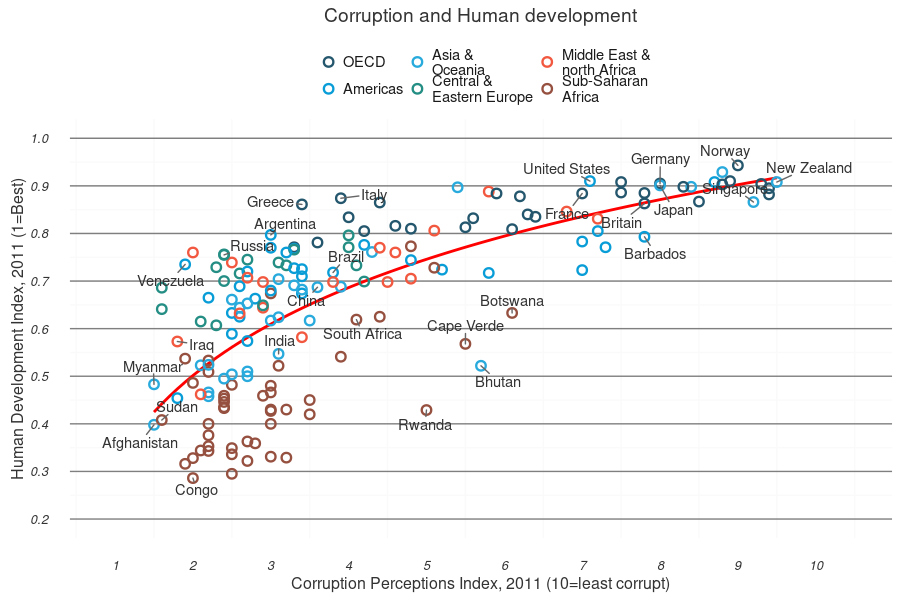 Corruption and Human development
OECD
Asia &
Oceania
Middle East &
north Africa
Americas
Central &
Eastern Europe
Sub-Saharan
Africa
1.0
0.9
0.8
0.7
0.6
0.5
0.4
0.3
0.2
Human Development Index, 2011 (1=Best)
Norway
Germany
United States
New Zealand
Singapore
Italy
Greece
France
Japan
Britain
Argentina
Russia
Barbados
Brazil
Venezuela
China
Botswana
South Africa
Cape Verde
India
Iraq
Myanmar
Bhutan
Sudan
Rwanda
Afghanistan
Congo
1 2 3 4 5 6 7 8 9 10
Corruption Perceptions Index, 2011 (10=least corrupt)